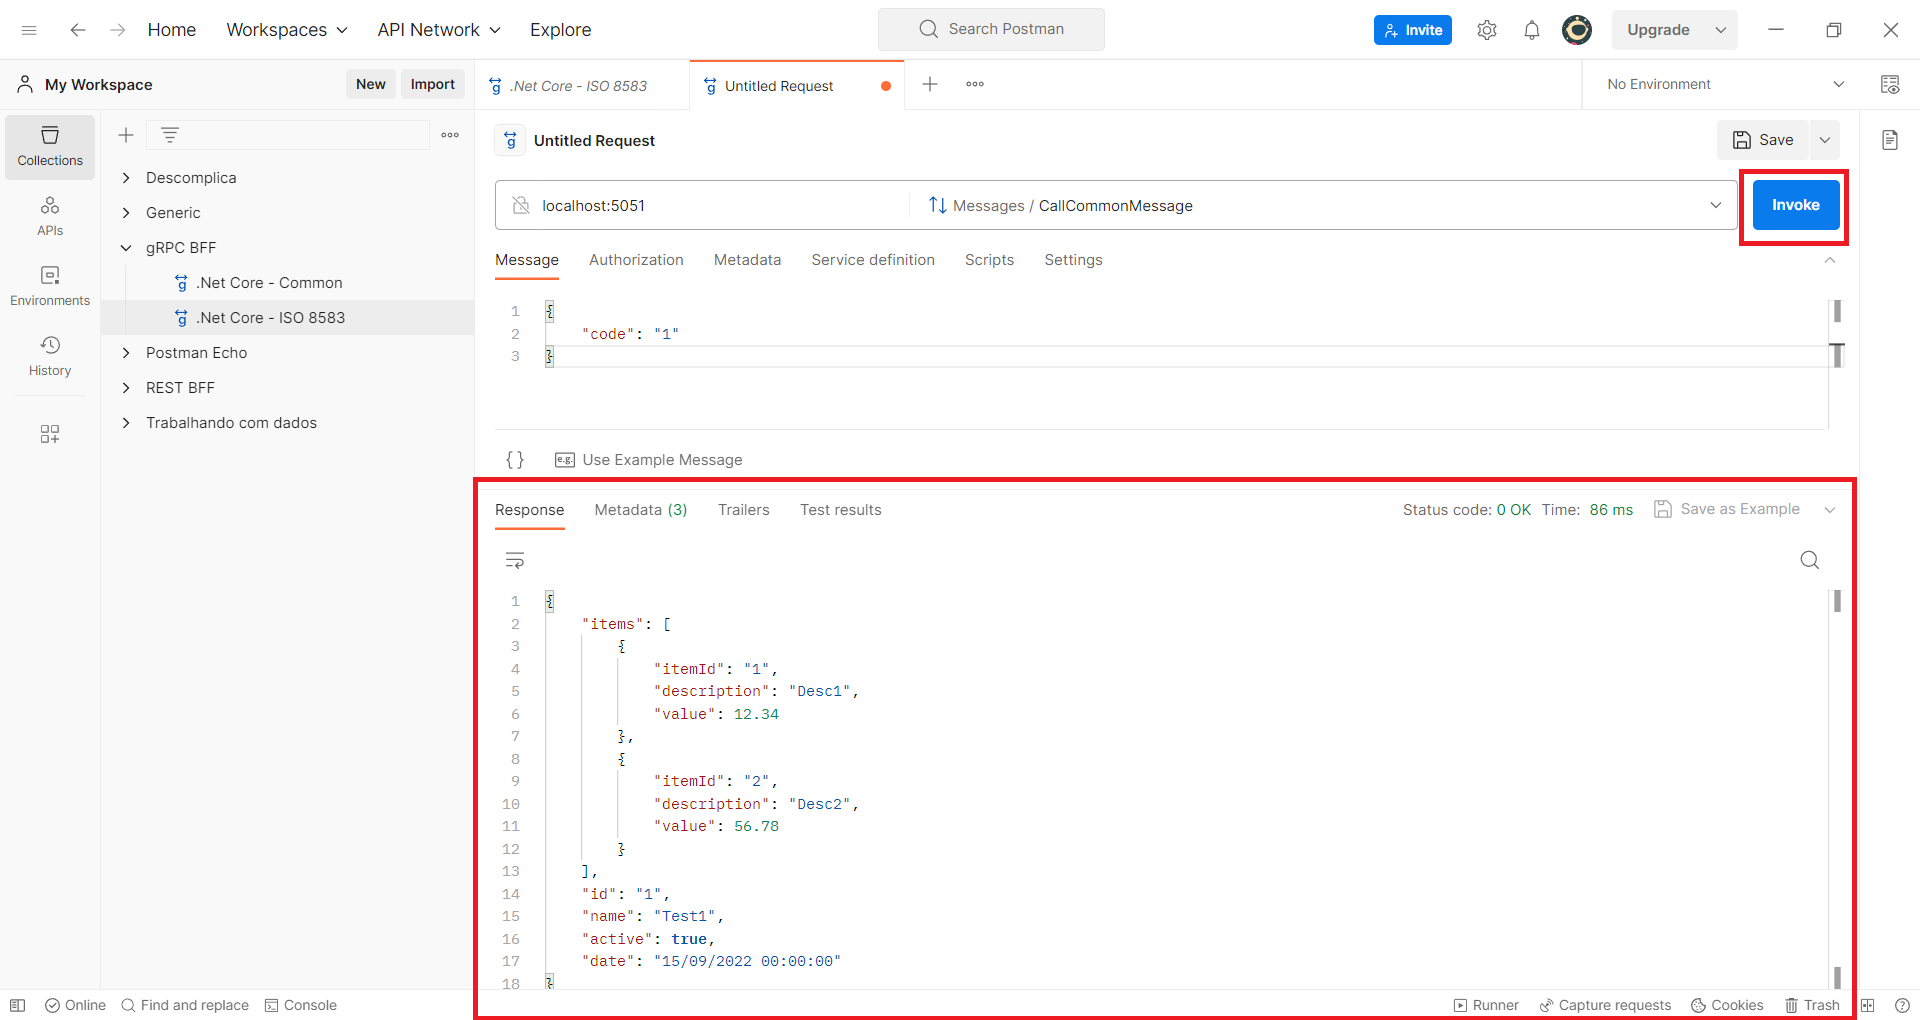 Home Workspaces API Network Explore Search Postman Invite Upgrade
My Workspace New Import .Net Core - ISO 8583 Untitled Request No Environment
Collections
APIs
Environments
History
Descomplica
Generic
gRPC BFF
.Net Core - Common
.Net Core - ISO 8583
Postman Echo
REST BFF
Trabalhando com dados
g Untitled Request Save
localhost:5051 Messages / CallCommonMessage Invoke
Message Authorization Metadata Service definition Scripts Settings
1 {
2 "code": "1"
3 }
{} e.g. Use Example Message
Response Metadata (3) Trailers Test results Status code: 0 OK Time: 86 ms Save as Example
1 {
2 "items": [
3 {
4 "itemId": "1",
5 "description": "Desc1",
6 "value": 12.34
7 },
8 {
9 "itemId": "2",
10 "description": "Desc2",
11 "value": 56.78
12 }
13 ],
14 "id": "1",
15 "name": "Test1",
16 "active": true,
17 "date": "15/09/2022 00:00:00"
18 }
Online Find and replace Console Runner Capture requests Cookies Trash